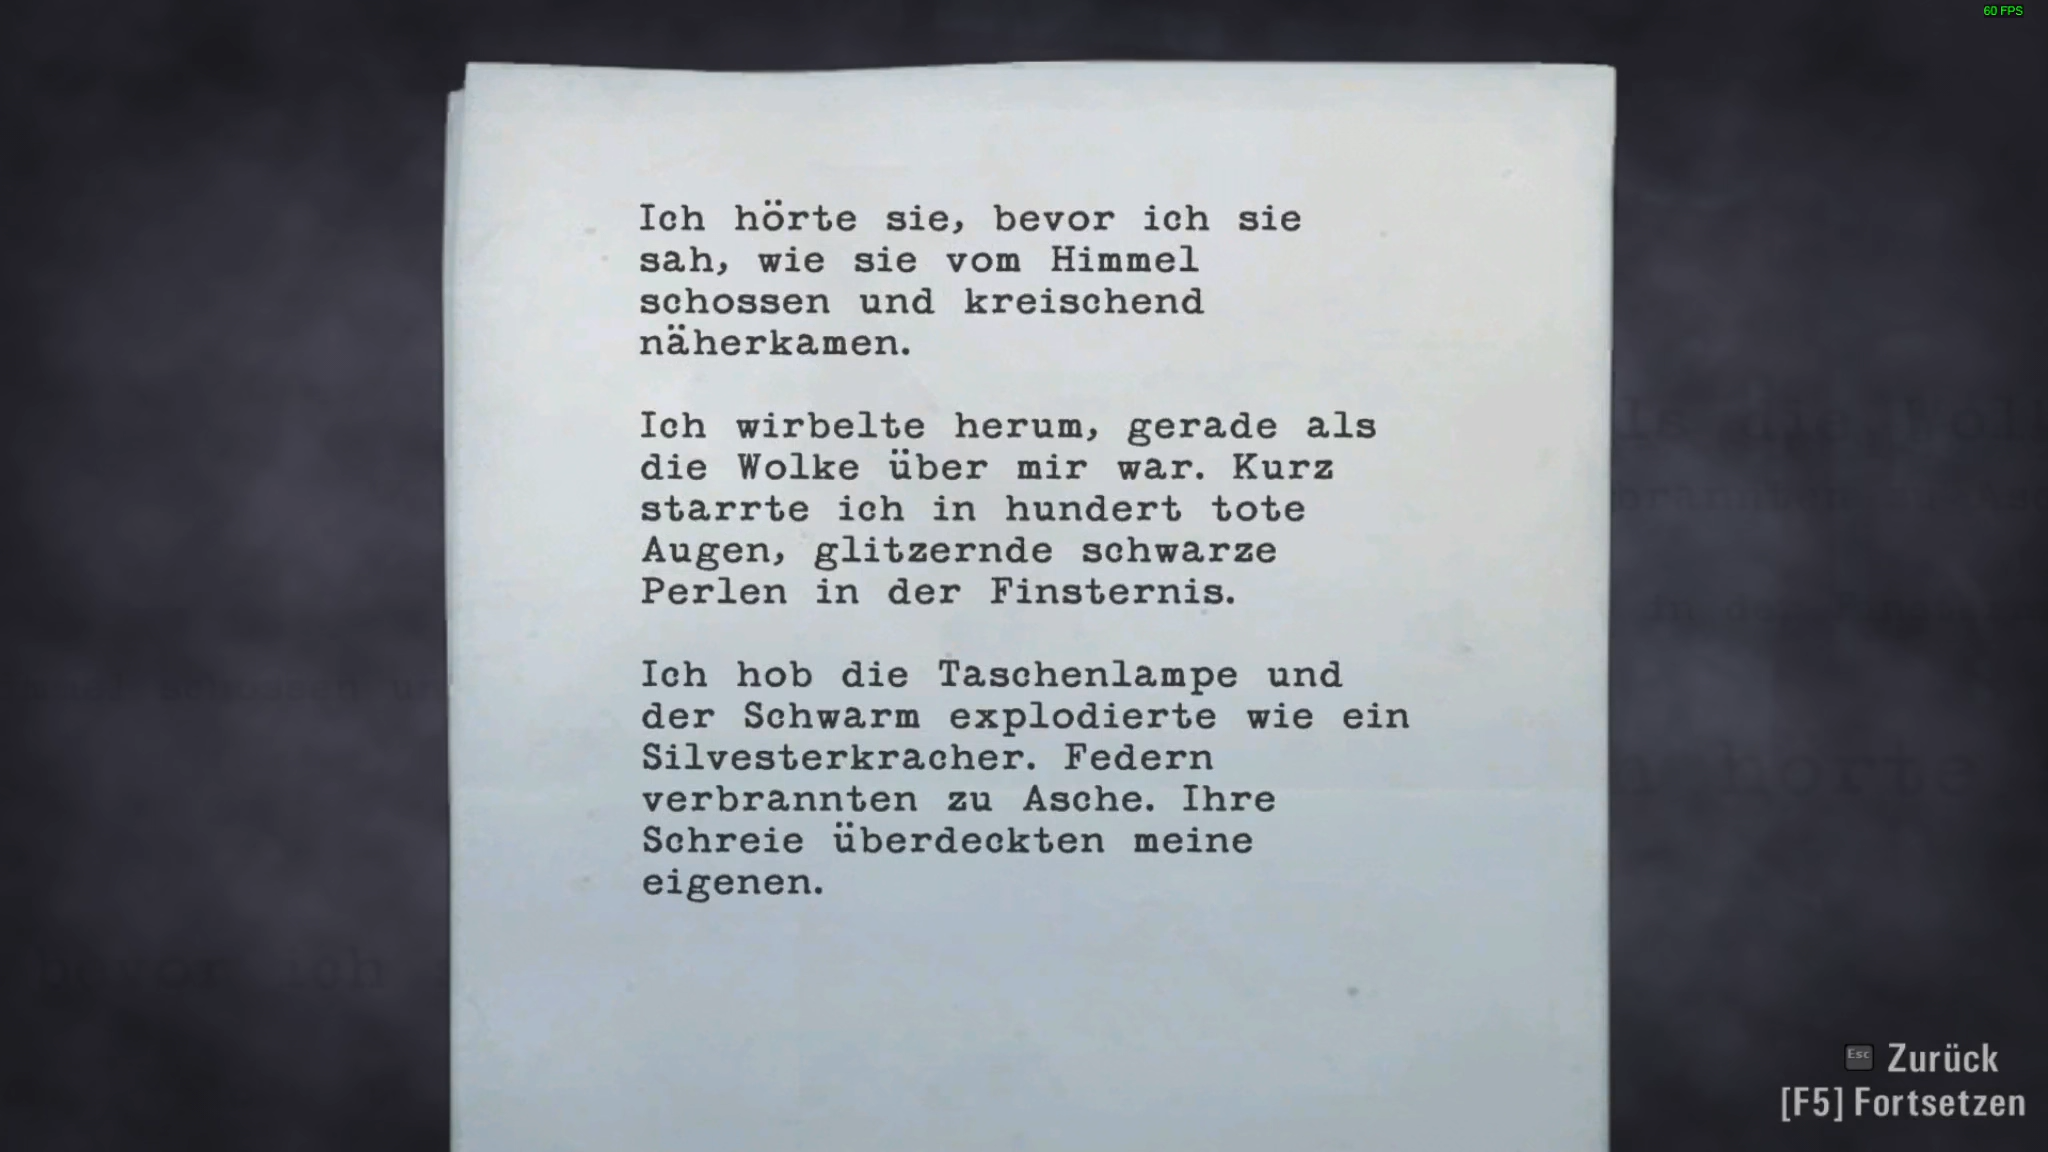 60 FPS
Ich hörte sie, bevor ich sie
sah, wie sie vom Himmel
schossen und kreischend
näherkamen.
Ich wirbelte herum, gerade als
die Wolke über mir war. Kurz
starrte ich in hundert tote
Augen, glitzernde schwarze
Perlen in der Finsternis.
Ich hob die Taschenlampe und
der Schwarm explodierte wie ein
Silvesterkracher. Federn
verbrannten zu Asche. Ihre
Schreie überdeckten meine
eigenen.
bevor ich
Esc Zurück
[F5] Fortsetzen